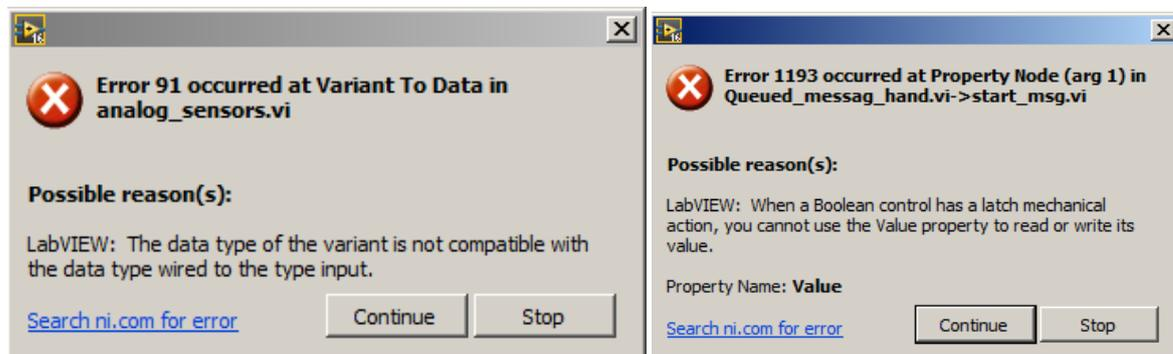 16
Error 91 occurred at Variant To Data in
analog_sensors.vi
Possible reason(s):
LabVIEW:  The data type of the variant is not compatible with
the data type wired to the type input.
Search ni.com for error
Continue
Stop
16
Error 1193 occurred at Property Node (arg 1) in
Queued_messag_hand.vi->start_msg.vi
Possible reason(s):
LabVIEW:  When a Boolean control has a latch mechanical
action, you cannot use the Value property to read or write its
value.
Property Name: Value
Search ni.com for error
Continue
Stop